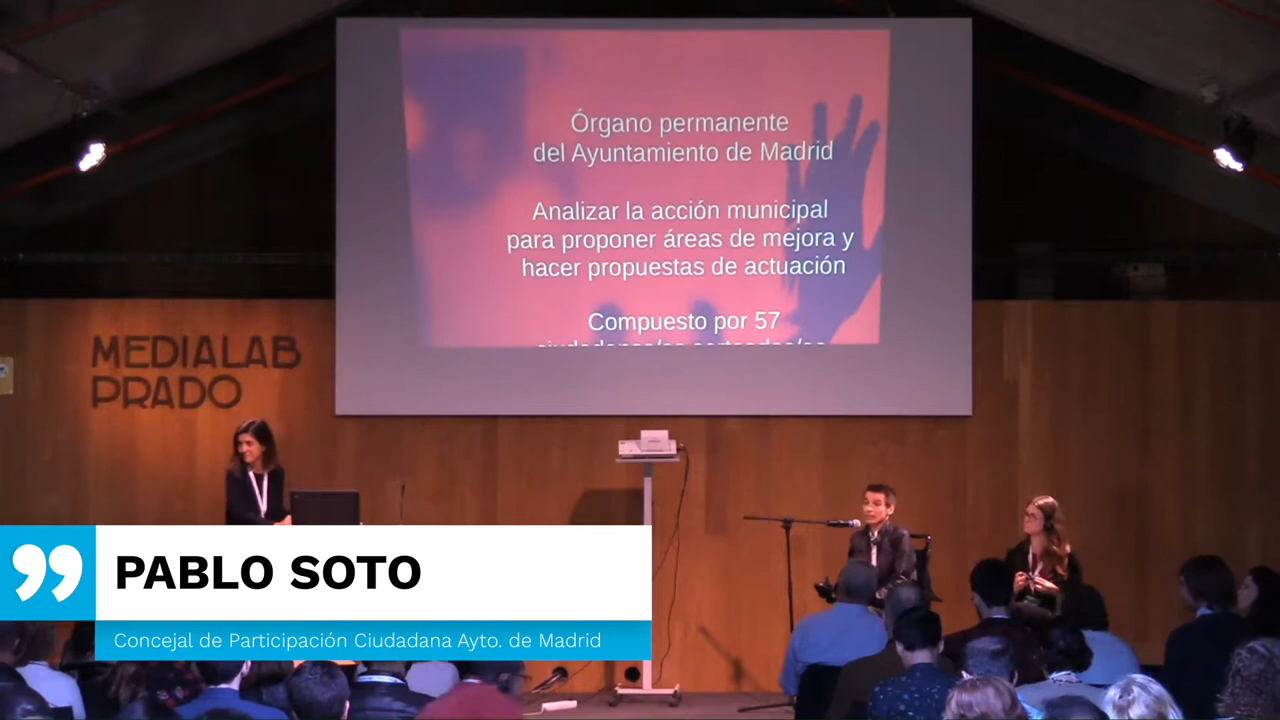 Órgano permanente
del Ayuntamiento de Madrid
Analizar la acción municipal
para proponer áreas de mejora y
hacer propuestas de actuación
Compuesto por 57
MEDIALAB
PRADO
PABLO SOTO
Concejal de Participación Ciudadana Ayto. de Madrid